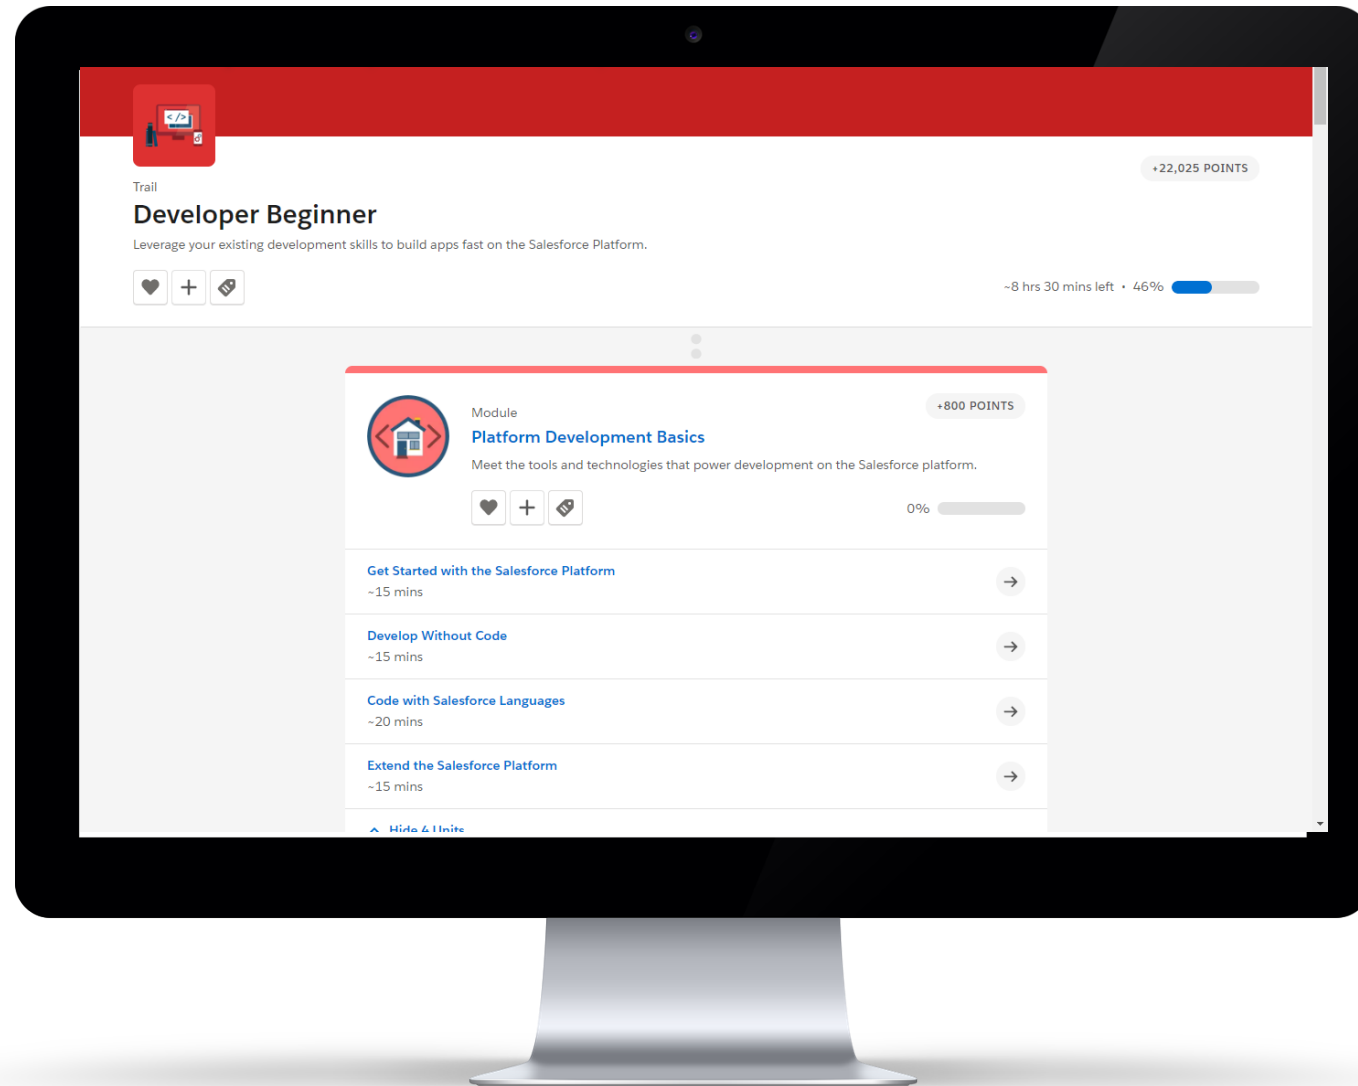 </>
+22,025 POINTS
Trail
Developer Beginner
Leverage your existing development skills to build apps fast on the Salesforce Platform.
~8 hrs 30 mins left • 46%
+800 POINTS
Module
Platform Development Basics
Meet the tools and technologies that power development on the Salesforce platform.
0%
Get Started with the Salesforce Platform
~15 mins
Develop Without Code
~15 mins
Code with Salesforce Languages
~20 mins
Extend the Salesforce Platform
~15 mins
Hide 4 Units